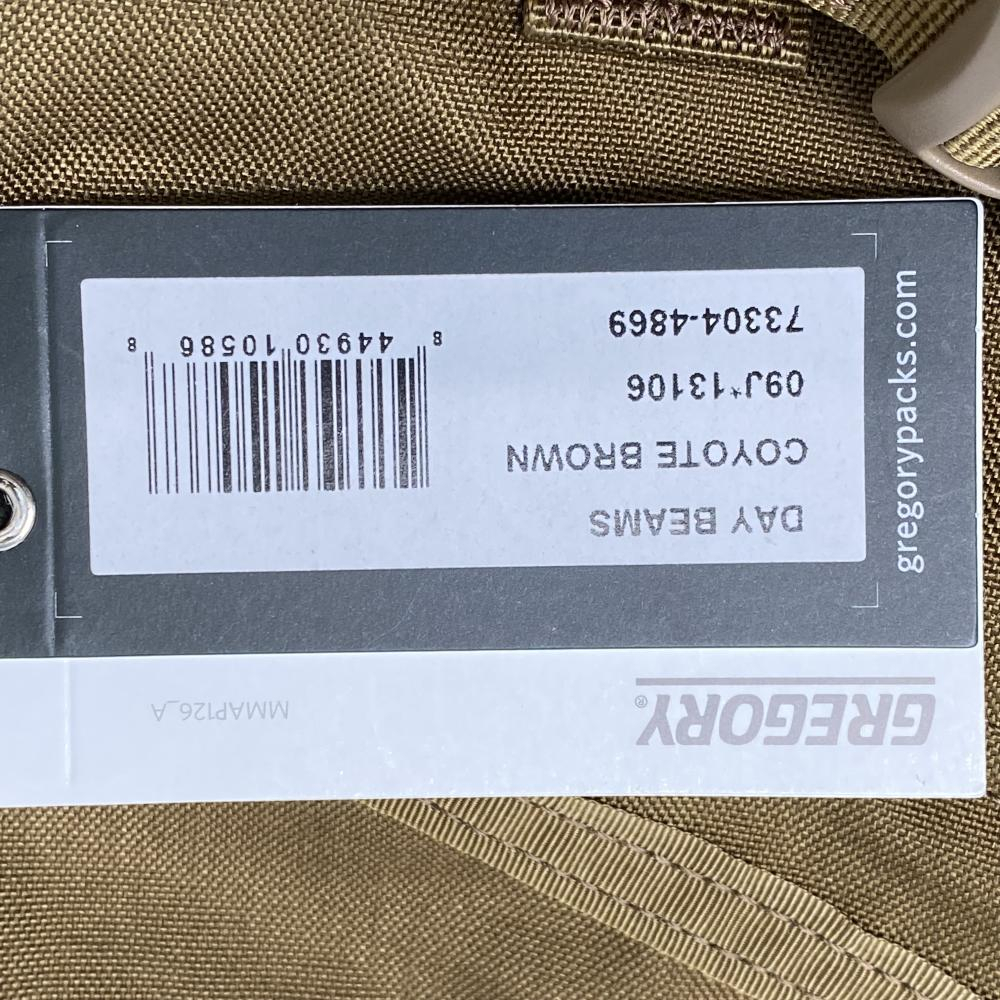 GREGORY®
MMAP126_A
DAY BEAMS
COYOTE BROWN
09J*13106
73304-4869
8 44930 10586 8
gregorypacks.com